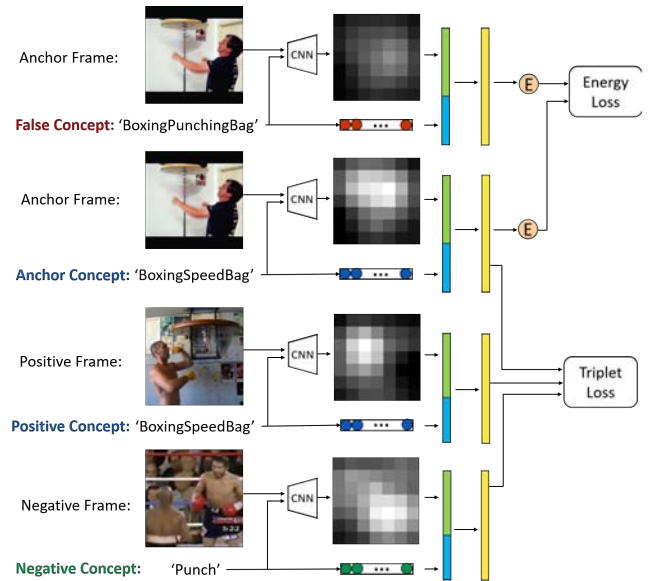 Anchor Frame:
CNN
False Concept: 'BoxingPunchingBag'
E
Energy
Loss
Anchor Frame:
CNN
E
Anchor Concept: 'BoxingSpeedBag'
Positive Frame:
CNN
Triplet
Loss
Positive Concept: 'BoxingSpeedBag'
Negative Frame:
CNN
5:22
Negative Concept: 'Punch'